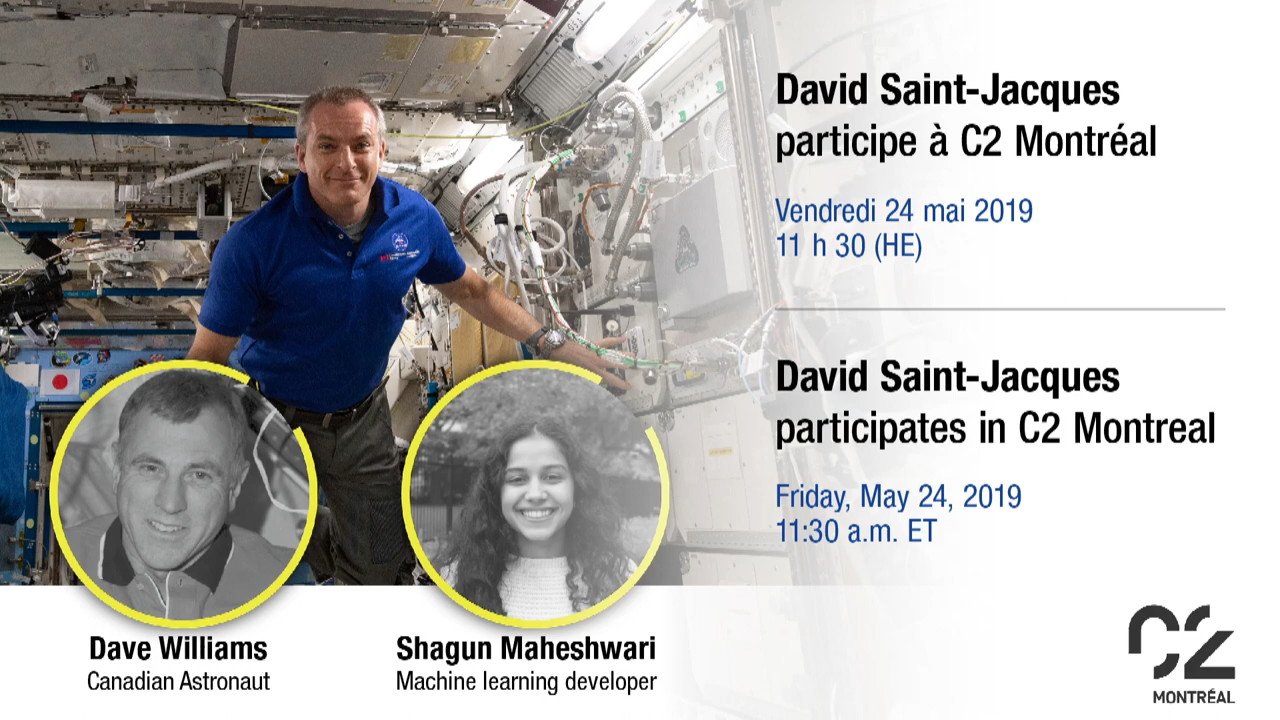 David Saint-Jacques
participe à C2 Montréal
Vendredi 24 mai 2019
11 h 30 (HE)
David Saint-Jacques
participates in C2 Montreal
Friday, May 24, 2019
11:30 a.m. ET
Dave Williams
Canadian Astronaut
Shagun Maheshwari
Machine learning developer
C2
MONTRÉAL